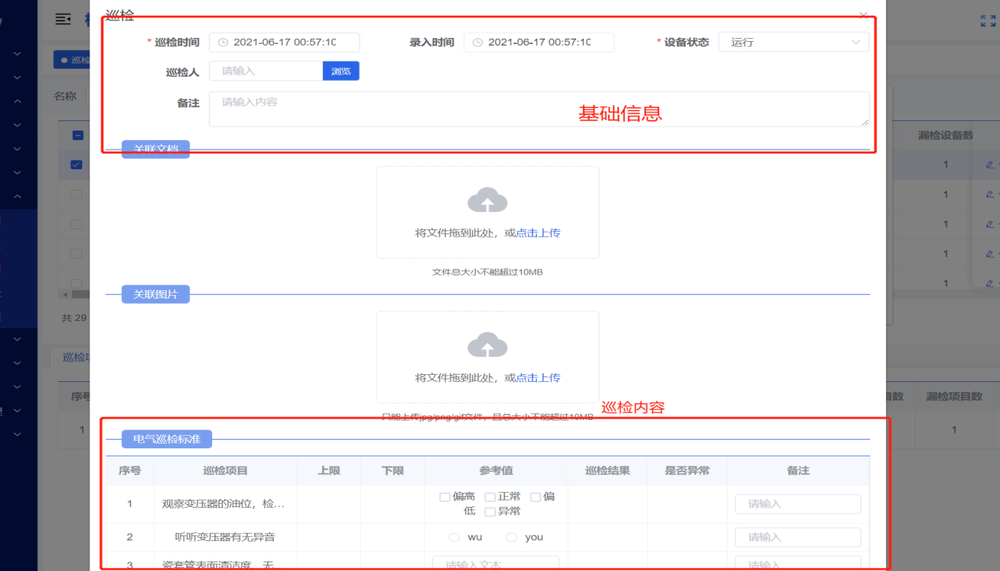 巡检
* 巡检时间 2021-06-17 00:57:10 录入时间 2021-06-17 00:57:10 * 设备状态 运行
巡检
巡检人 请输入 浏览
名称
备注 请输入内容
基础信息
漏检设备数
关联文档
1
1
将文件拖到此处，或点击上传
1
1
文件总大小不能超过10MB
1
关联图片
共 29
巡检项
将文件拖到此处，或点击上传
序号 目数 漏检项目数
只能上传jpg/png/gif文件，且总大小不能超过10MB
巡检内容
1 1
电气巡检标准
序号 巡检项目 上限 下限 参考值 巡检结果 是否异常 备注
1 观察变压器的油位，检... 偏高 正常 偏低 异常 请输入
2 听听变压器有无异音 wu you 请输入
3 瓷套管表面清洁度，无... 请输入文本 请输入